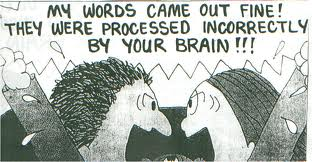 MY WORDS CAME OUT FINE!
THEY WERE PROCESSED INCORRECTLY
BY YOUR BRAIN!!!